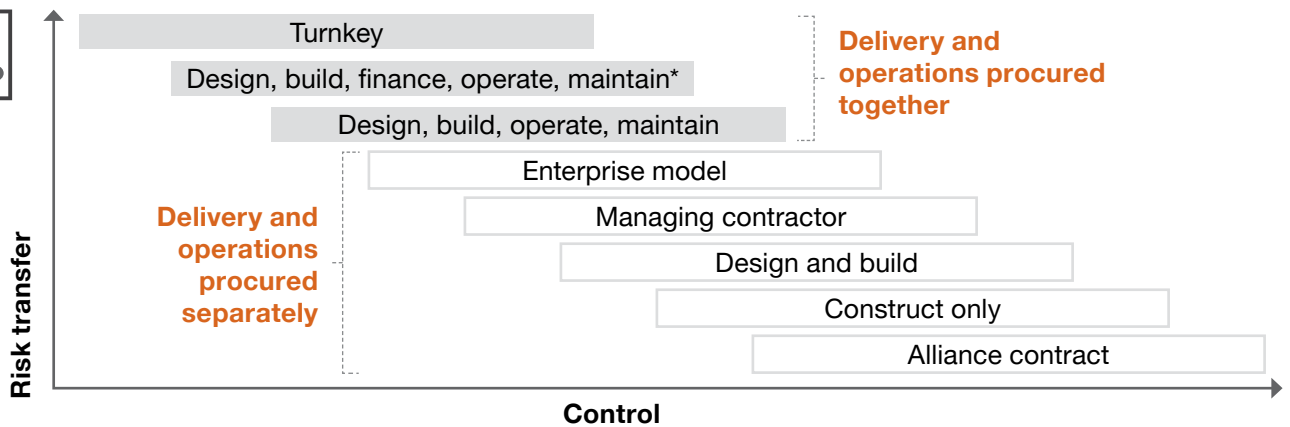 Turnkey
Design, build, finance, operate, maintain*
Design, build, operate, maintain
Delivery and
operations procured
together
Enterprise model
Managing contractor
Design and build
Construct only
Alliance contract
Delivery and
operations
procured
separately
Risk transfer
Control